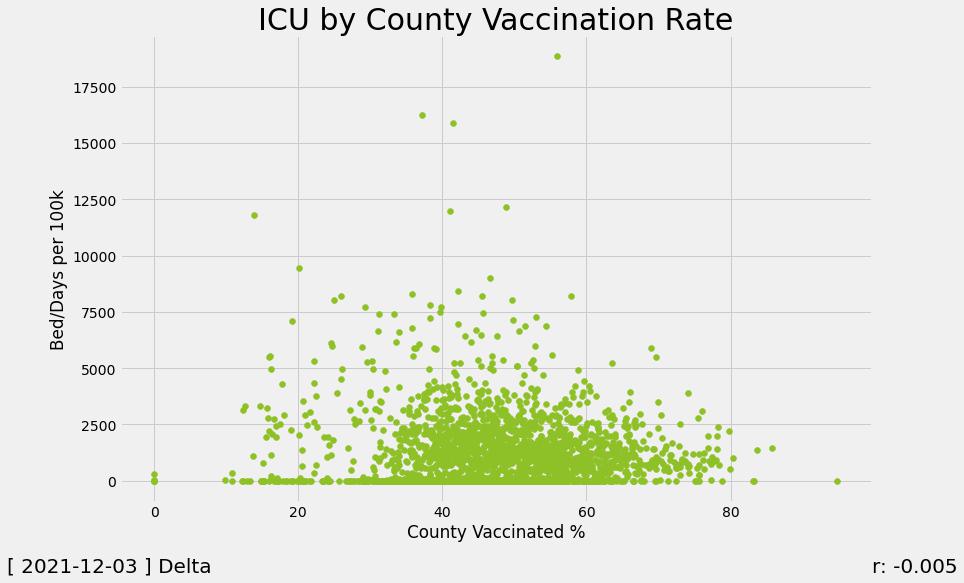 ICU by County Vaccination Rate
17500
15000
12500
10000
7500
5000
2500
0
Bed/Days per 100k
0 20 40 60 80
County Vaccinated %
[ 2021-12-03 ] Delta
r: -0.005